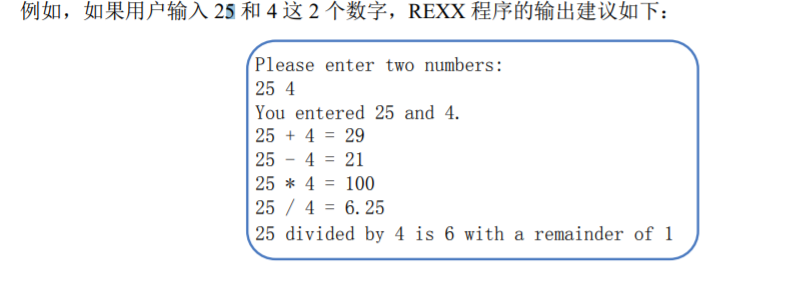 例如，如果用户输入 25 和 4 这 2 个数字，REXX 程序的输出建议如下：
Please enter two numbers:
25 4
You entered 25 and 4.
25 + 4 = 29
25 - 4 = 21
25 * 4 = 100
25 / 4 = 6.25
25 divided by 4 is 6 with a remainder of 1